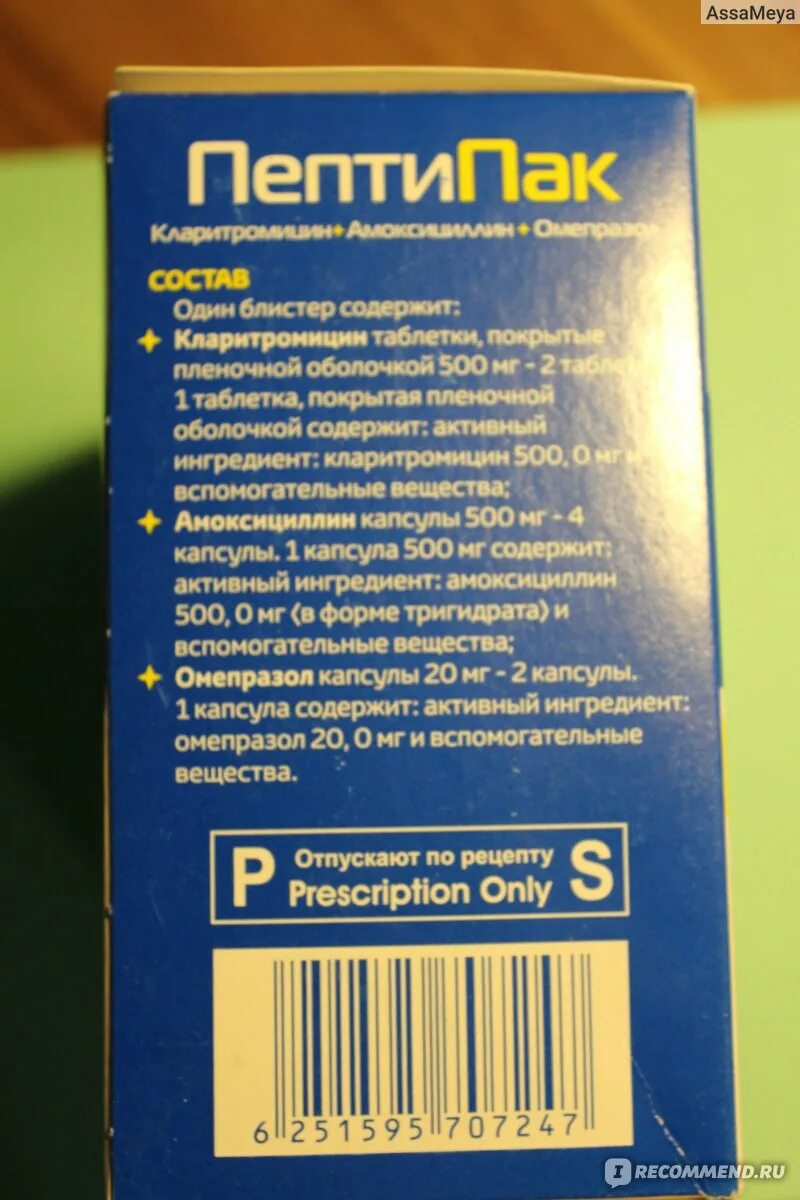 AssaMeya
ПептиПак
Кларитромицин+Амоксициллин+Омепразол
СОСТАВ
Один блистер содержит:
+ Кларитромицин таблетки, покрытые
пленочной оболочкой 500 мг - 2
1 таблетка, покрытая пленочной
оболочкой содержит: активный
ингредиент: кларитромицин 500, 0 мг и
вспомогательные вещества;
+ Амоксициллин капсулы 500 мг - 4
капсулы. 1 капсула 500 мг содержит:
активный ингредиент: амоксициллин
500, 0 мг (в форме тригидрата) и
вспомогательные вещества;
+ Омепразол капсулы 20 мг - 2 капсулы.
1 капсула содержит: активный ингредиент:
омепразол 20, 0 мг и вспомогательные
вещества.
P Отпускают по рецепту S
Prescription Only
6 251595 707247
I RECOMMEND.RU